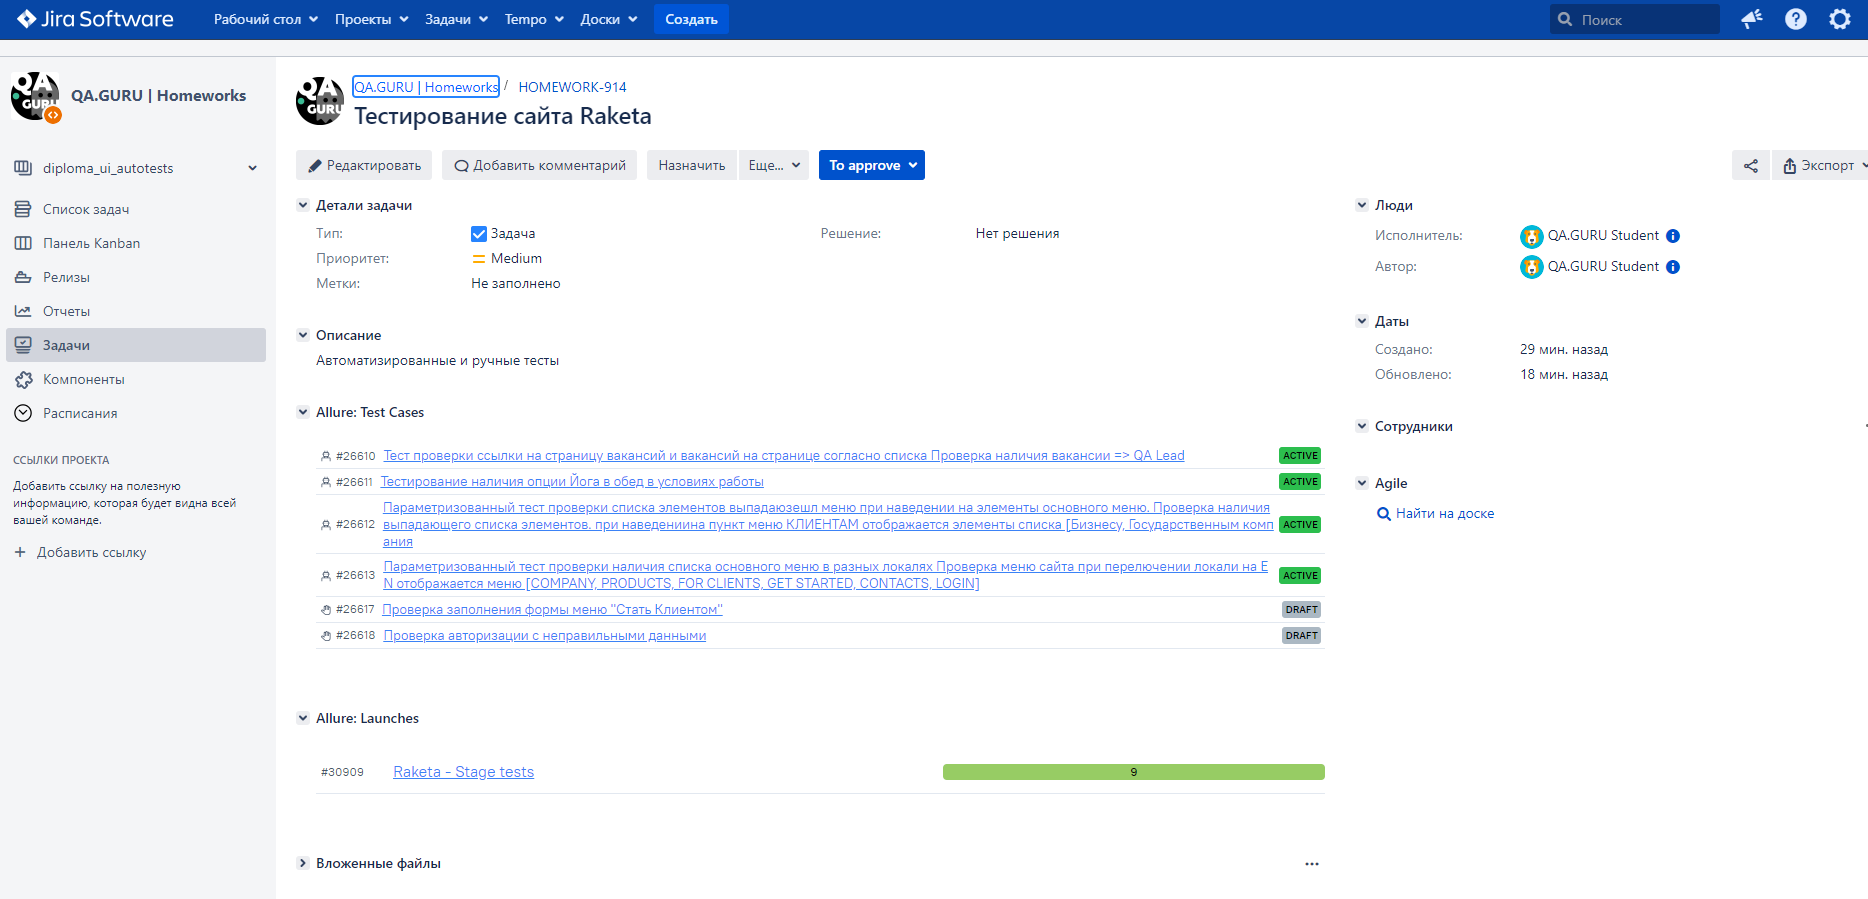 Jira Software
Рабочий стол
Проекты
Задачи
Tempo
Доски
Создать
Поиск
QA.GURU | Homeworks
diploma_ui_autotests
Список задач
Панель Kanban
Релизы
Отчеты
Задачи
Компоненты
Расписания
ССЫЛКИ ПРОЕКТА
Добавить ссылку на полезную
информацию, которая будет видна всей
вашей команде.
+ Добавить ссылку
QA
GURU
QA.GURU | Homeworks / HOMEWORK-914
Тестирование сайта Raketa
Редактировать
Добавить комментарий
Назначить
Еще...
To approve
Экспорт
Детали задачи
Тип: Задача
Решение: Нет решения
Приоритет: Medium
Метки: Не заполнено
Описание
Автоматизированные и ручные тесты
Allure: Test Cases
#26610 Тест проверки ссылки на страницу вакансий и вакансий на странице согласно списка Проверка наличия вакансии => QA Lead ACTIVE
#26611 Тестирование наличия опции Йога в обед в условиях работы ACTIVE
Параметризованный тест проверки списка элементов выпадаюзешл меню при наведении на элементы основного меню. Проверка наличия
#26612 выпадающего списка элементов. при наведениина пункт меню КЛИЕНТАМ отображается элементы списка [Бизнесу, Государственным комп ACTIVE
ания
Параметризованный тест проверки наличия списка основного меню в разных локалях Проверка меню сайта при перелючении локали на E
#26613 ACTIVE
N отображается меню [COMPANY, PRODUCTS, FOR CLIENTS, GET STARTED, CONTACTS, LOGIN]
#26617 Проверка заполнения формы меню "Стать Клиентом" DRAFT
#26618 Проверка авторизации с неправильными данными DRAFT
Allure: Launches
#30909 Raketa - Stage tests 9
Вложенные файлы
Люди
Исполнитель: QA.GURU Student
Автор: QA.GURU Student
Даты
Создано: 29 мин. назад
Обновлено: 18 мин. назад
Сотрудники
Agile
Найти на доске